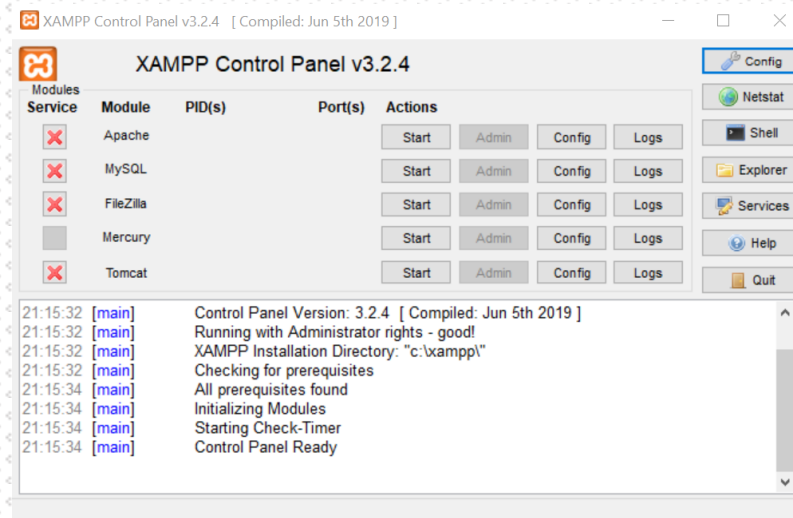 XAMPP Control Panel v3.2.4 [ Compiled: Jun 5th 2019 ]
XAMPP Control Panel v3.2.4
Config
Modules
Service Module PID(s) Port(s) Actions
Netstat
Apache Start Admin Config Logs
Shell
MySQL Start Admin Config Logs
Explorer
FileZilla Start Admin Config Logs
Services
Mercury Start Admin Config Logs
Help
Tomcat Start Admin Config Logs
Quit
21:15:32 [main] Control Panel Version: 3.2.4 [ Compiled: Jun 5th 2019 ]
21:15:32 [main] Running with Administrator rights - good!
21:15:32 [main] XAMPP Installation Directory: "c:\xampp\"
21:15:32 [main] Checking for prerequisites
21:15:34 [main] All prerequisites found
21:15:34 [main] Initializing Modules
21:15:34 [main] Starting Check-Timer
21:15:34 [main] Control Panel Ready